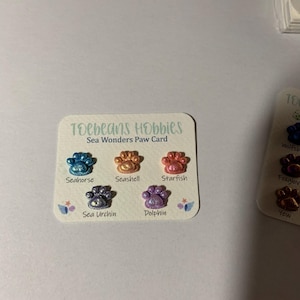 TOEBEANS HOBBIES
Sea Wonders Paw Card
Seahorse Seashell Starfish
Sea Urchin Dolphin